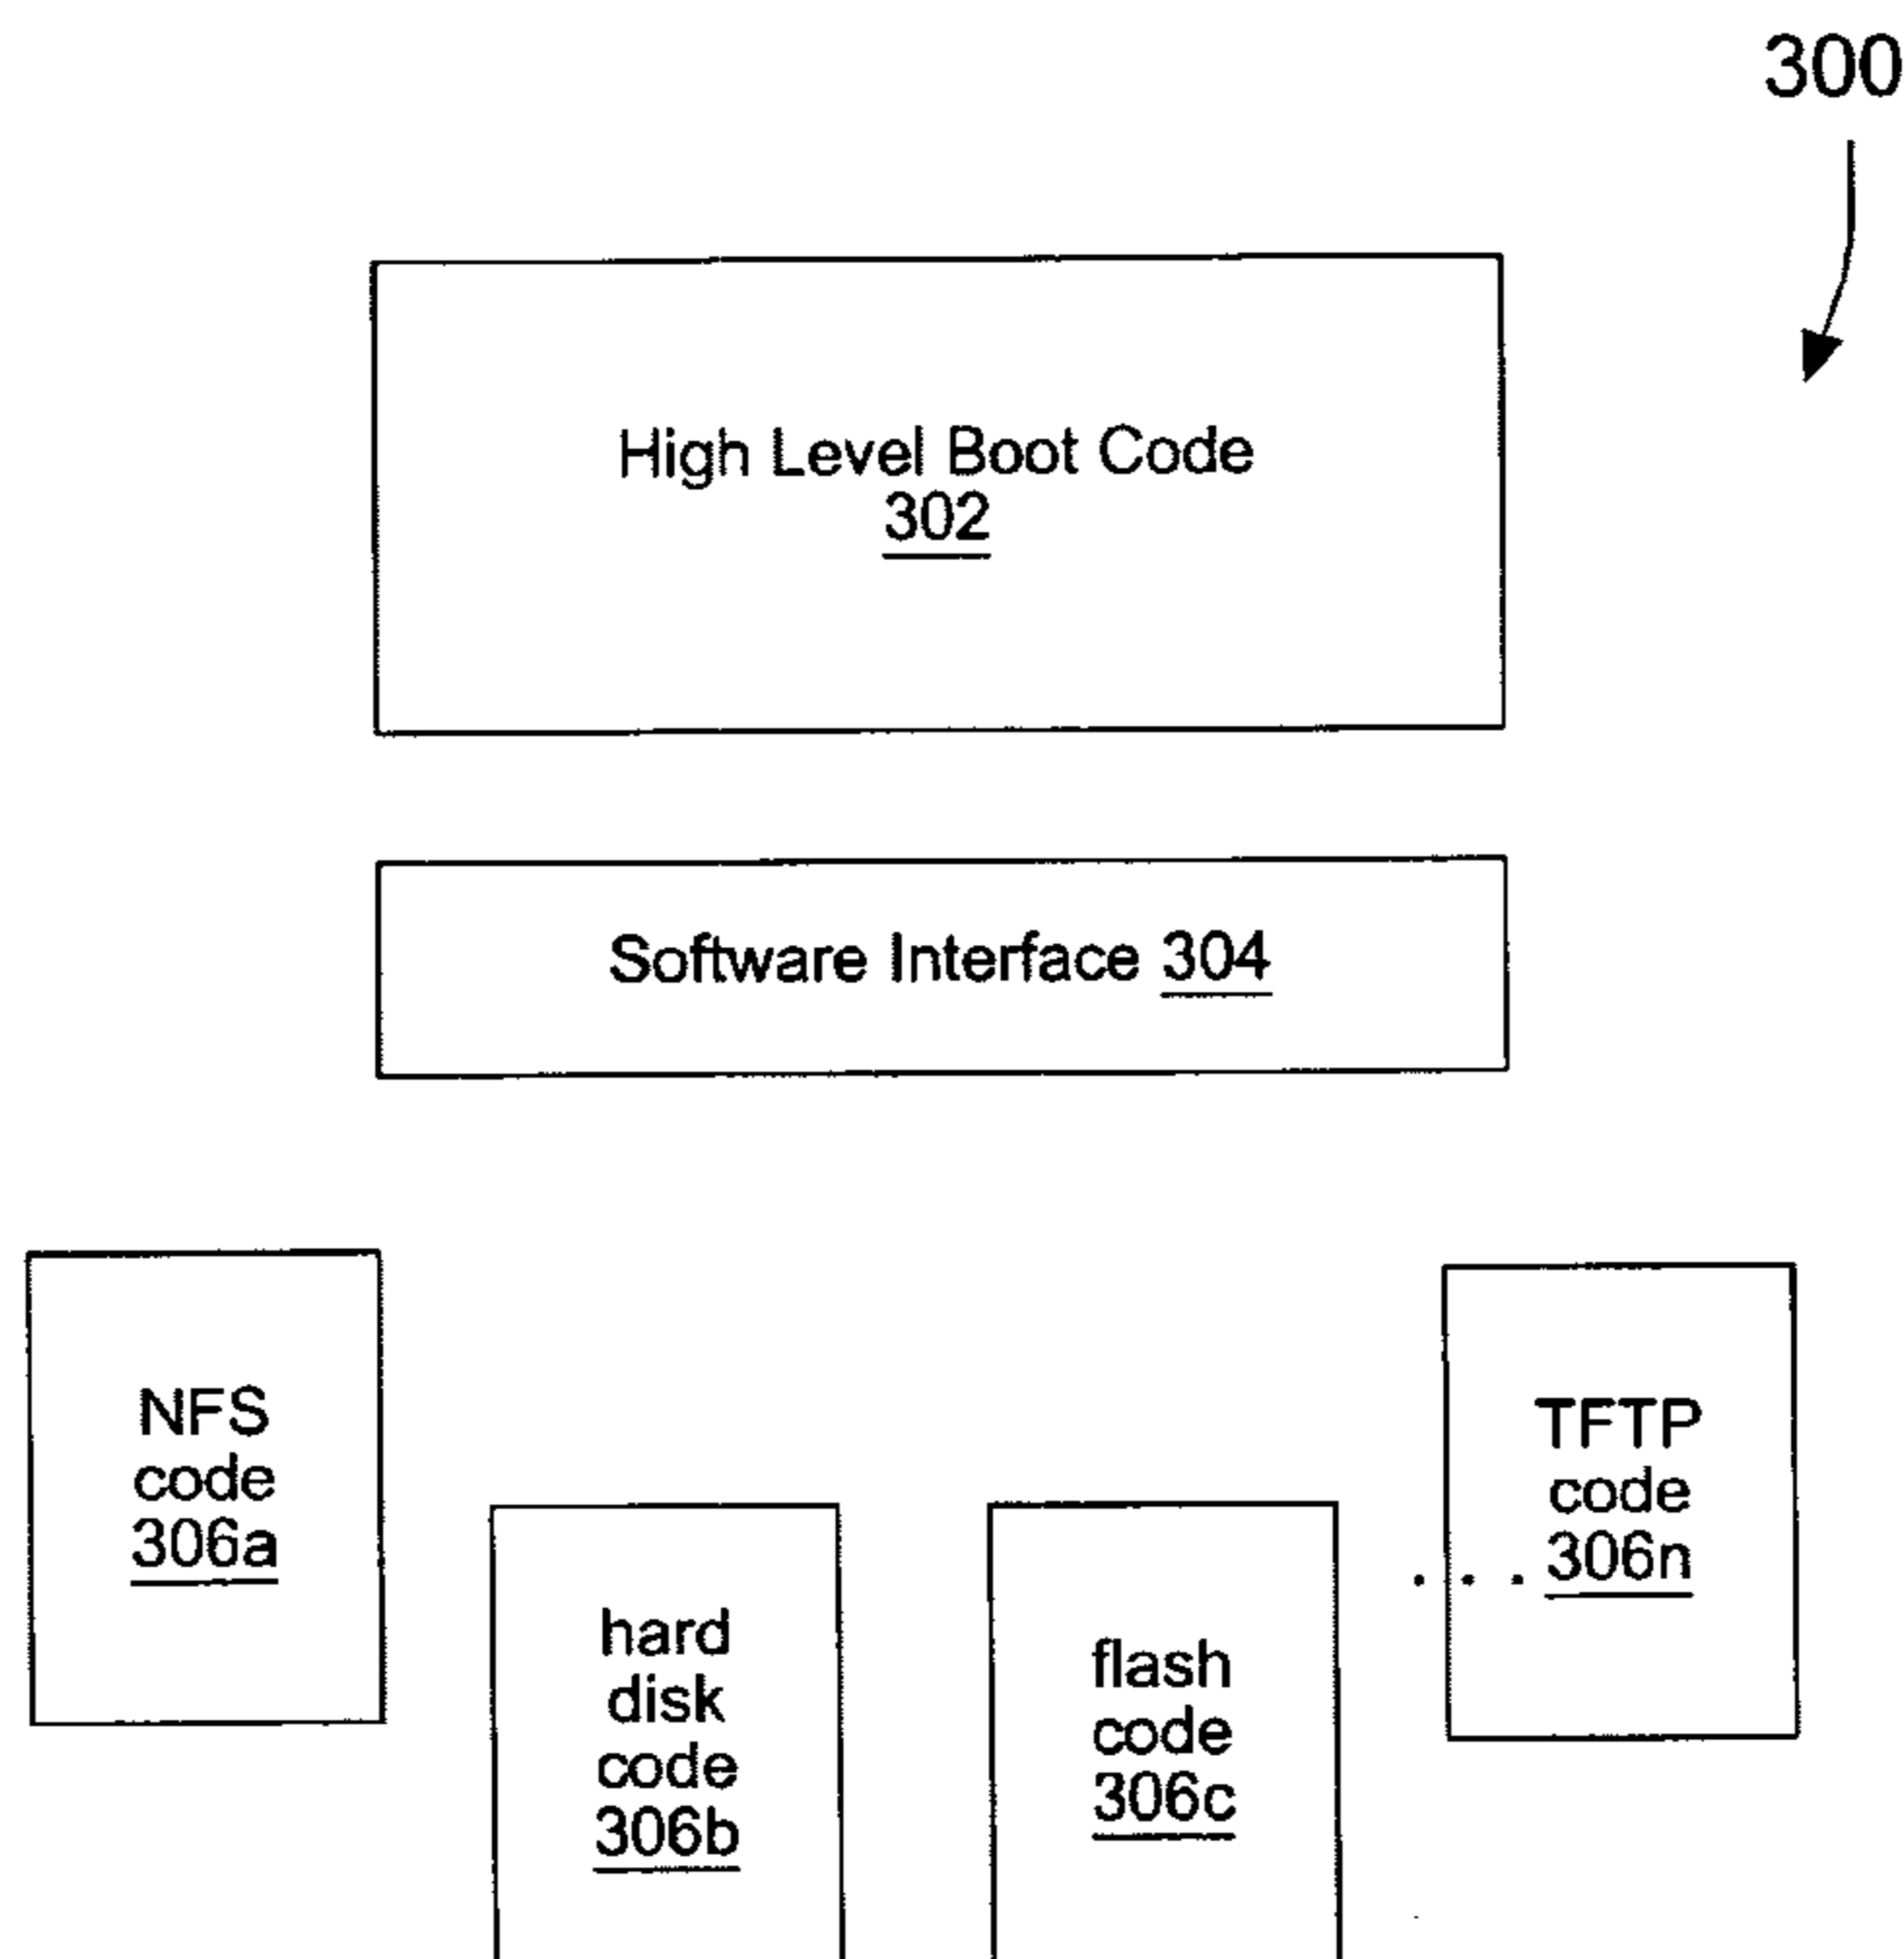 300
High Level Boot Code
302
Software Interface 304
NFS
code
306a
hard
disk
code
306b
flash
code
306c
. . .
TFTP
code
306n